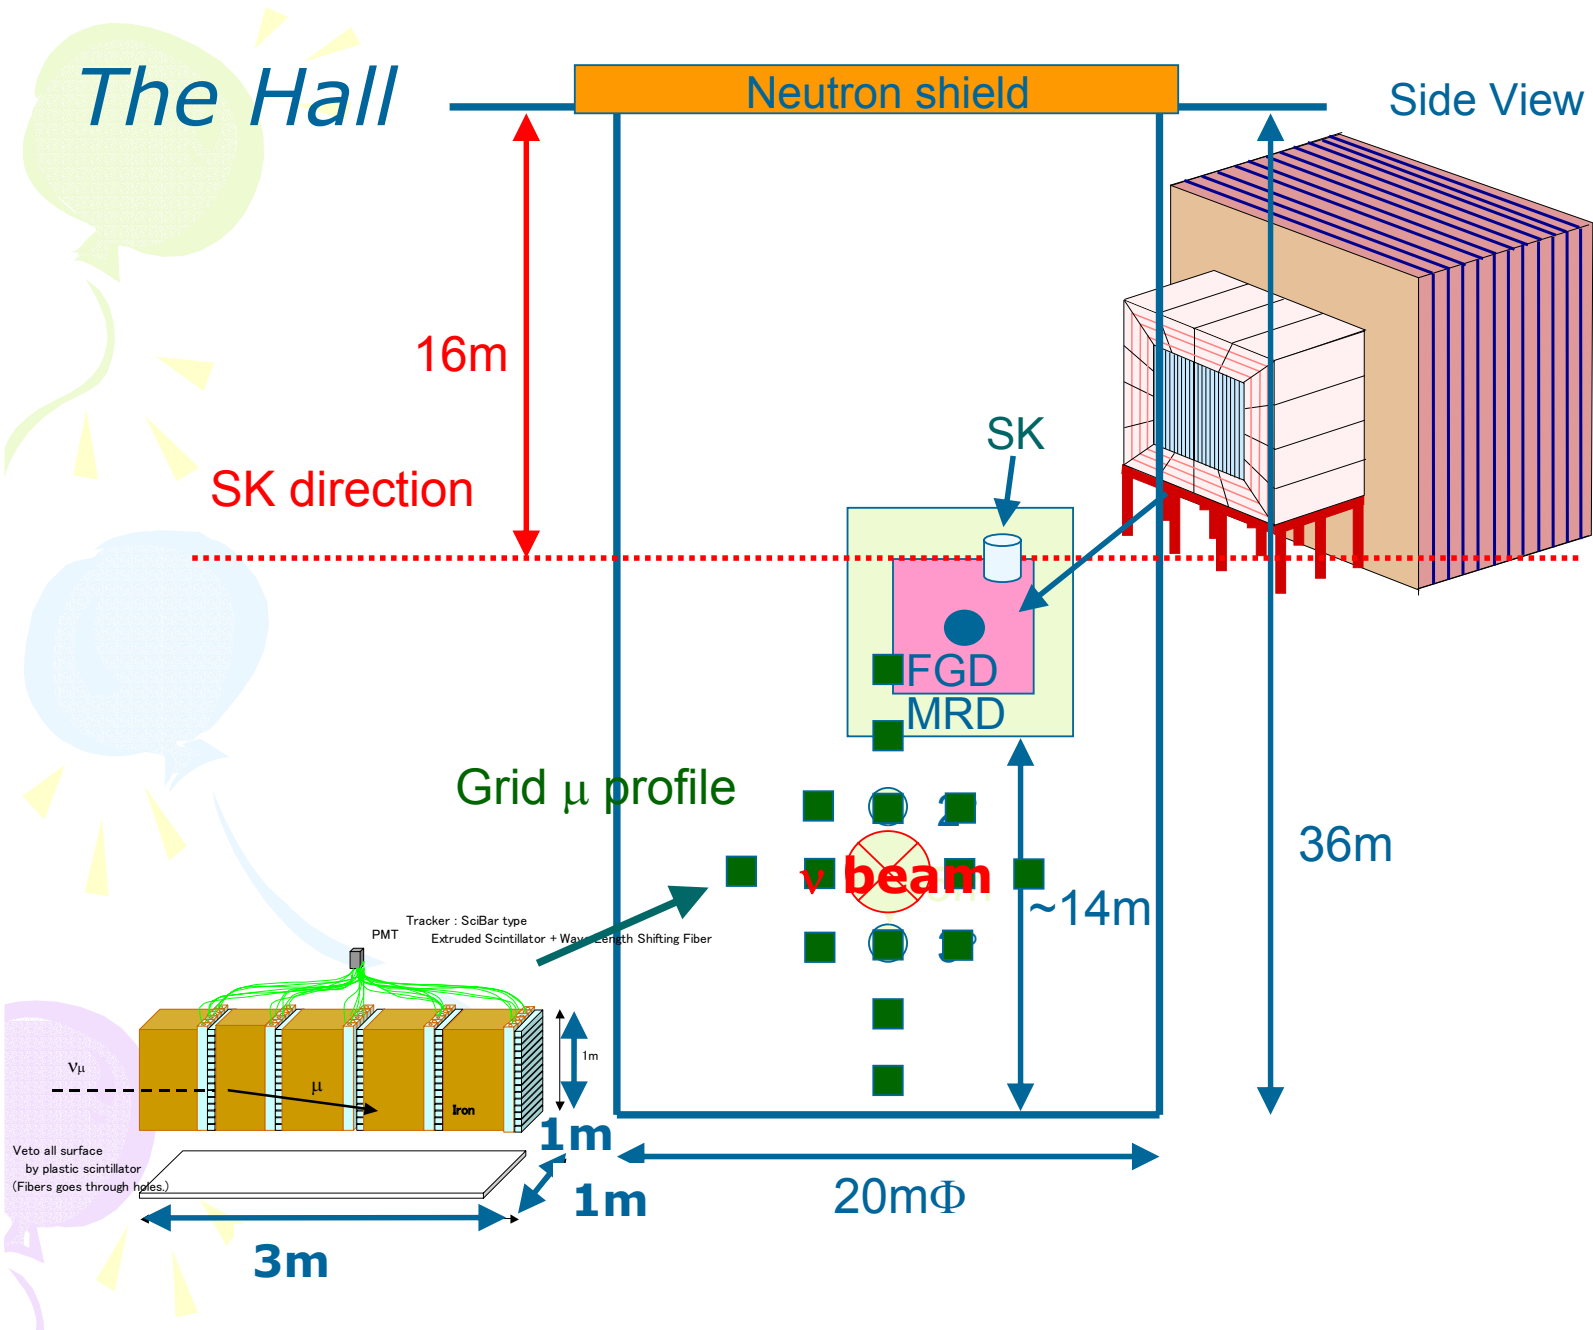 The Hall
Neutron shield
Side View
16m
SK
SK direction
FGD
MRD
Grid μ profile
36m
ν beam
~14m
Tracker : SciBar type
PMT
Extruded Scintillator + Wave Length Shifting Fiber
1m
νμ
μ
Iron
1m
Veto all surface
by plastic scintillator
(Fibers goes through holes.)
1m
20mΦ
3m